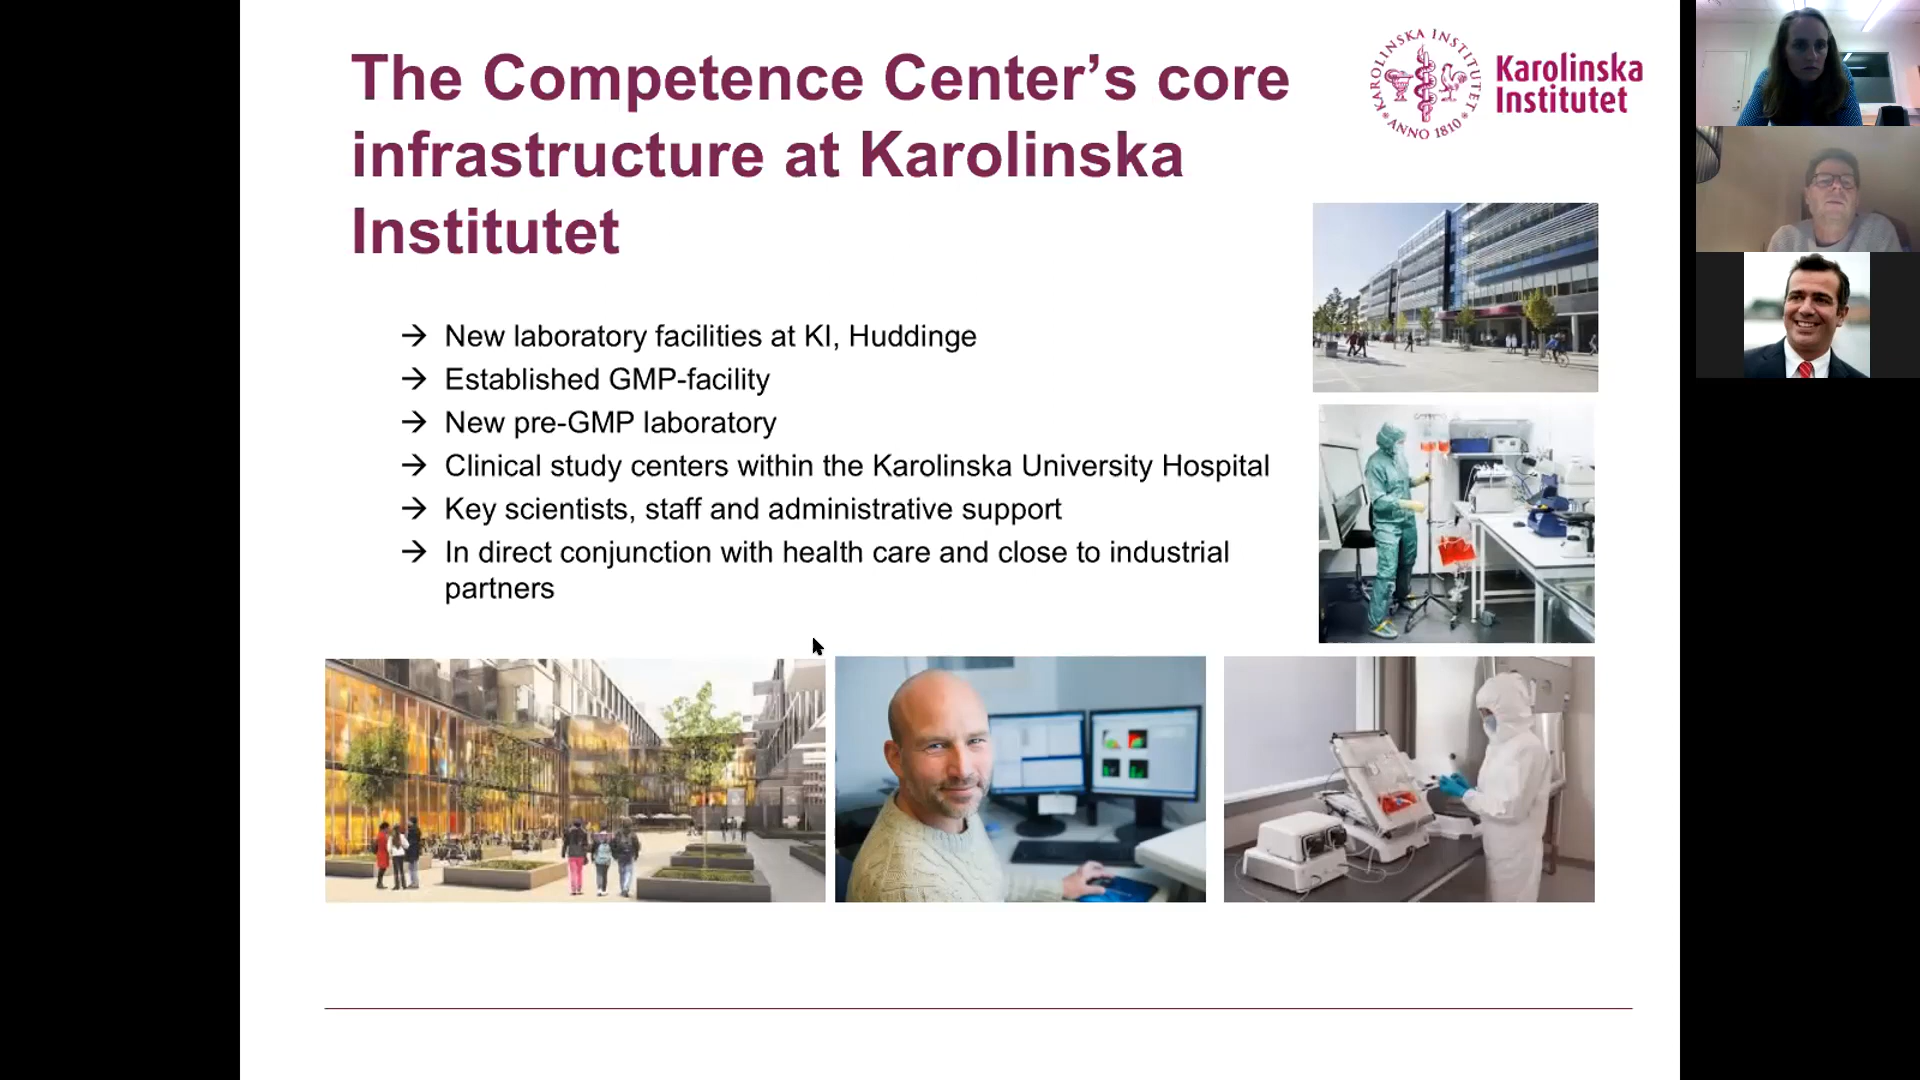 The Competence Center’s core
infrastructure at Karolinska
Institutet
KAROLINSKA INSTITUTET
ANNO 1810
Karolinska
Institutet
→ New laboratory facilities at KI, Huddinge
→ Established GMP-facility
→ New pre-GMP laboratory
→ Clinical study centers within the Karolinska University Hospital
→ Key scientists, staff and administrative support
→ In direct conjunction with health care and close to industrial
partners